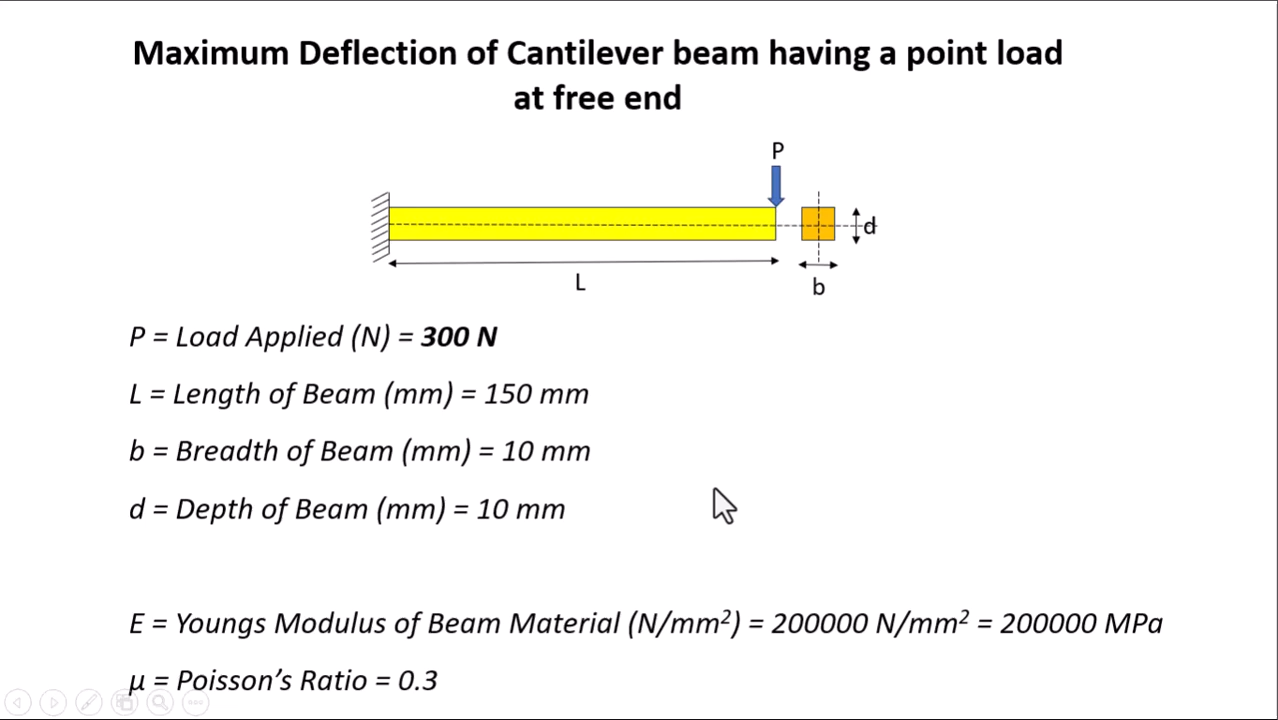 Maximum Deflection of Cantilever beam having a point load
at free end
P
d
L
b
P = Load Applied (N) = 300 N
L = Length of Beam (mm) = 150 mm
b = Breadth of Beam (mm) = 10 mm
d = Depth of Beam (mm) = 10 mm
E = Youngs Modulus of Beam Material (N/mm²) = 200000 N/mm² = 200000 MPa
μ = Poisson’s Ratio = 0.3